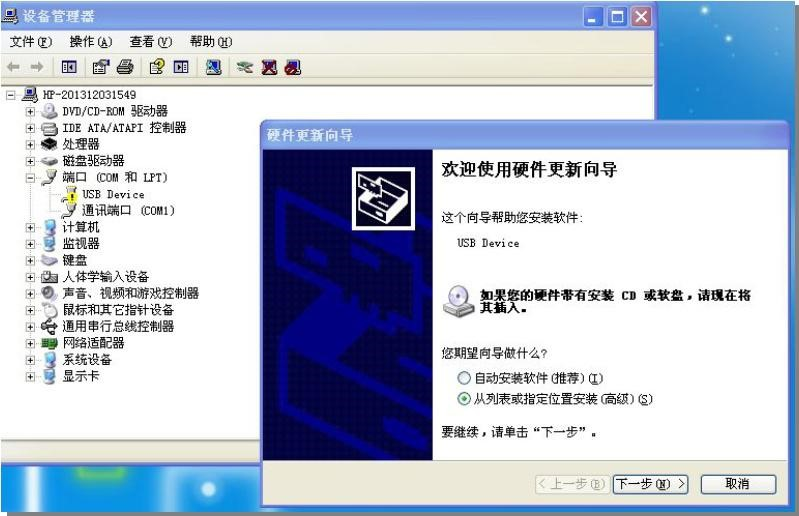 设备管理器
文件(F) 操作(A) 查看(V) 帮助(H)
HP-201312031549
DVD/CD-ROM 驱动器
IDE ATA/ATAPI 控制器
处理器
磁盘驱动器
端口 (COM 和 LPT)
USB Device
通讯端口 (COM1)
计算机
监视器
键盘
人体学输入设备
声音、视频和游戏控制器
鼠标和其它指针设备
通用串行总线控制器
网络适配器
系统设备
显示卡
硬件更新向导
欢迎使用硬件更新向导
这个向导帮助您安装软件:
USB Device
如果您的硬件带有安装 CD 或软盘，请现在将
其插入。
您期望向导做什么?
自动安装软件(推荐)(I)
从列表或指定位置安装(高级)(S)
要继续，请单击“下一步”。
< 上一步(B) 下一步(N) > 取消